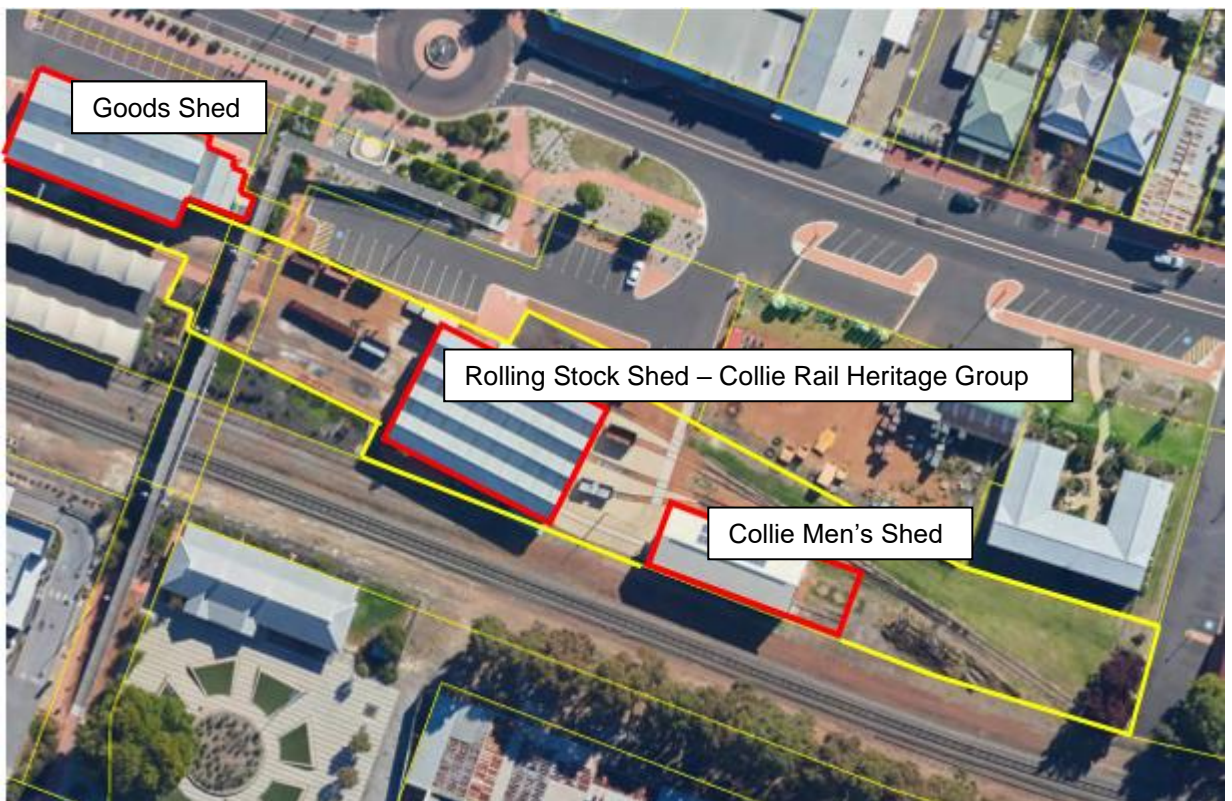 Goods Shed
Rolling Stock Shed – Collie Rail Heritage Group
Collie Men’s Shed